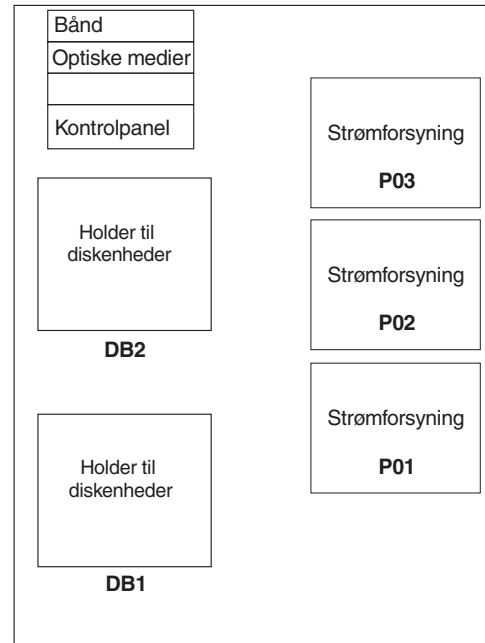 Bånd
Optiske medier
Kontrolpanel
Holder til
diskenheder
DB2
Holder til
diskenheder
DB1
Strømforsyning
P03
Strømforsyning
P02
Strømforsyning
P01